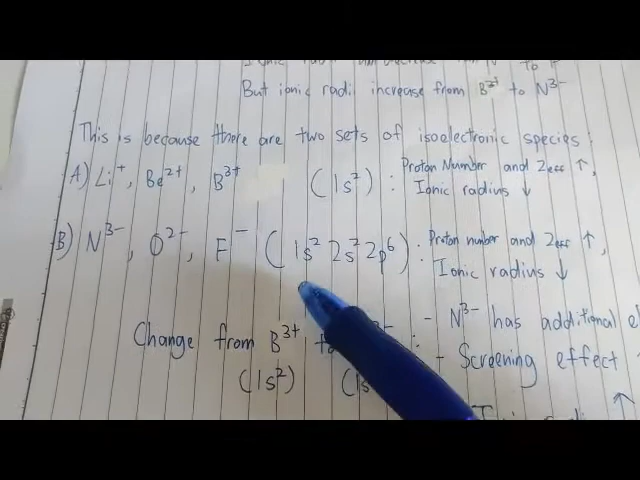 But ionic radii increase from B³⁺ to N³⁻
This is because there are two sets of isoelectronic species:
A) Li⁺, Be²⁺, B³⁺ (1s²) : Proton Number and Zeff ↑,
Ionic radius ↓
B) N³⁻, O²⁻, F⁻ (1s² 2s² 2p⁶) : Proton number and Zeff ↑,
Ionic radius ↓
Change from B³⁺ : - N³⁻ has additional
(1s²) (1s - Screening effect